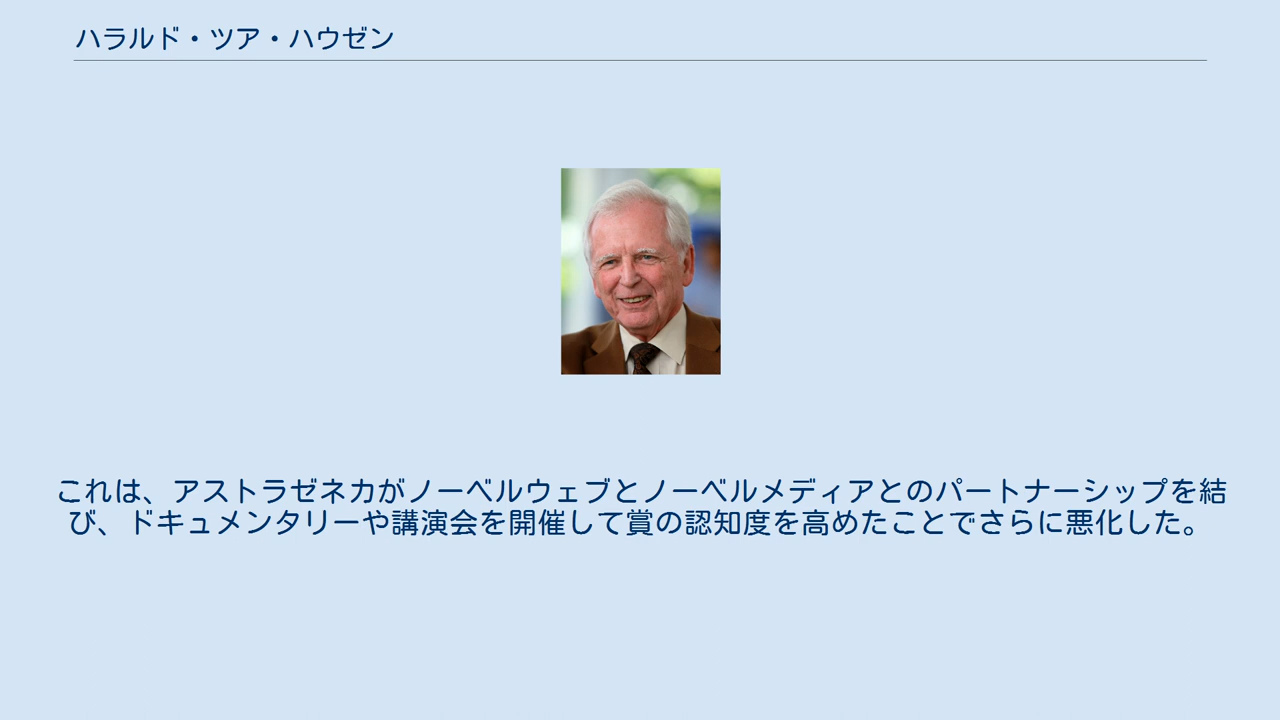 ハラルド・ツア・ハウゼン
これは、アストラゼネカがノーベルウェブとノーベルメディアとのパートナーシップを結
び、ドキュメンタリーや講演会を開催して賞の認知度を高めたことでさらに悪化した。